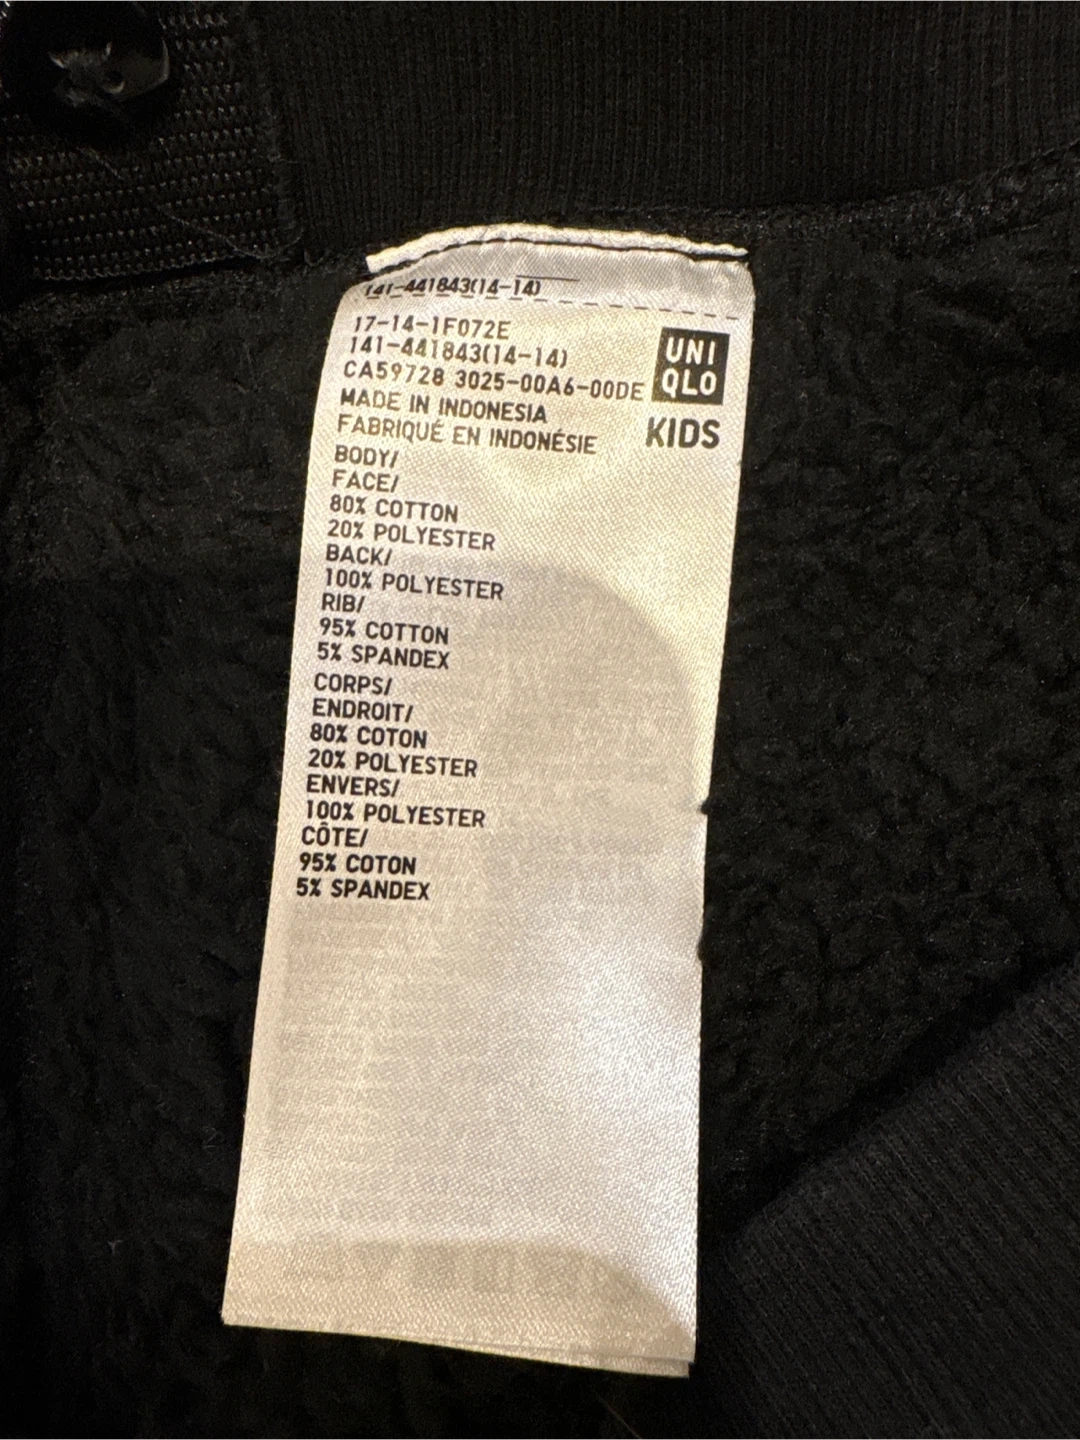 141-441843(14-14)
17-14-1F072E
141-441843(14-14)
CA59728 3025-00A6-00DE
MADE IN INDONESIA
FABRIQUÉ EN INDONÉSIE
UNI
QLO
KIDS
BODY/
FACE/
80% COTTON
20% POLYESTER
BACK/
100% POLYESTER
RIB/
95% COTTON
5% SPANDEX
CORPS/
ENDROIT/
80% COTON
20% POLYESTER
ENVERS/
100% POLYESTER
CÔTE/
95% COTON
5% SPANDEX